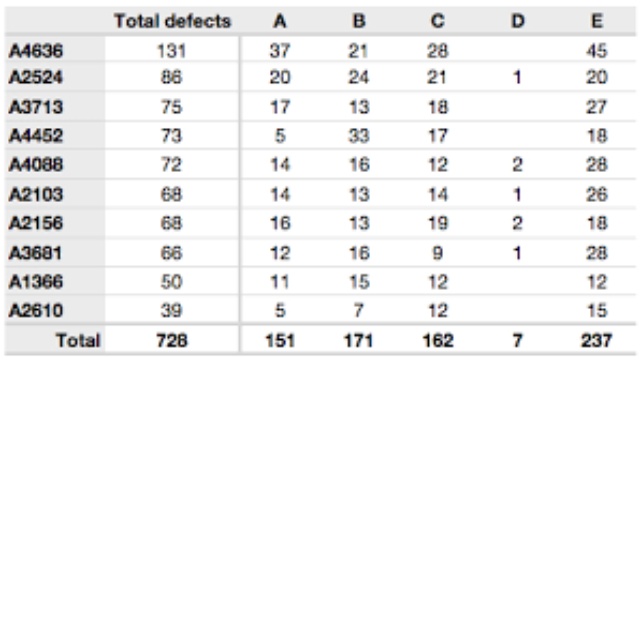 Total defects A B C D E
A4636 131 37 21 28 45
A2524 86 20 24 21 1 20
A3713 75 17 13 18 27
A4452 73 5 33 17 18
A4088 72 14 16 12 2 28
A2103 68 14 13 14 1 26
A2156 68 16 13 19 2 18
A3681 66 12 16 9 1 28
A1366 50 11 15 12 12
A2610 39 5 7 12 15
Total 728 151 171 162 7 237